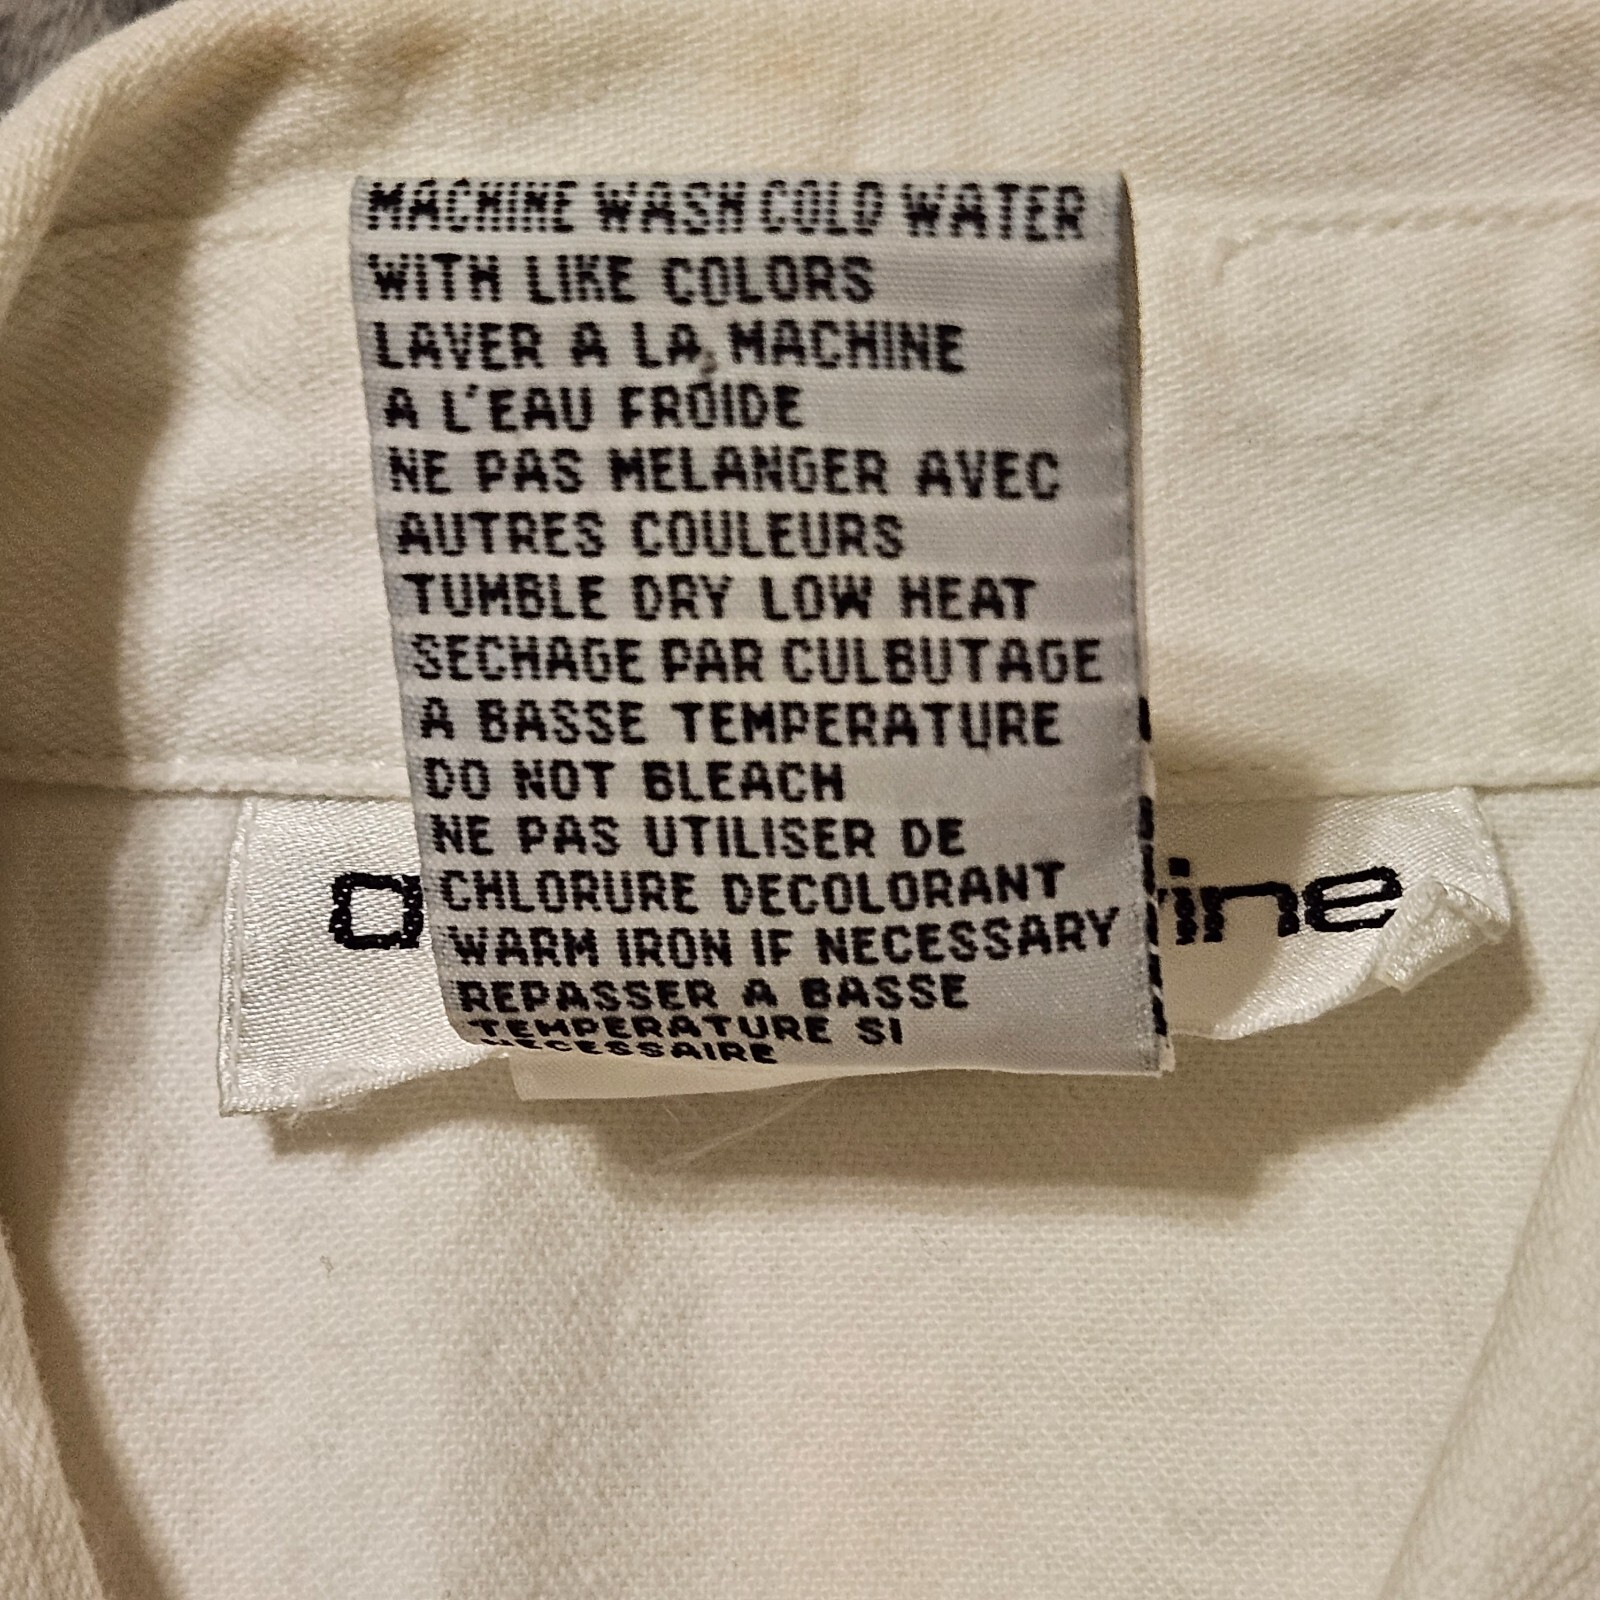 MACHINE WASH COLD WATER
WITH LIKE COLORS
LAVER A LA MACHINE
A L'EAU FROIDE
NE PAS MELANGER AVEC
AUTRES COULEURS
TUMBLE DRY LOW HEAT
SECHAGE PAR CULBUTAGE
A BASSE TEMPERATURE
DO NOT BLEACH
NE PAS UTILISER DE
CHLORURE DECOLORANT
WARM IRON IF NECESSARY
REPASSER A BASSE
TEMPERATURE SI
NECESSAIRE